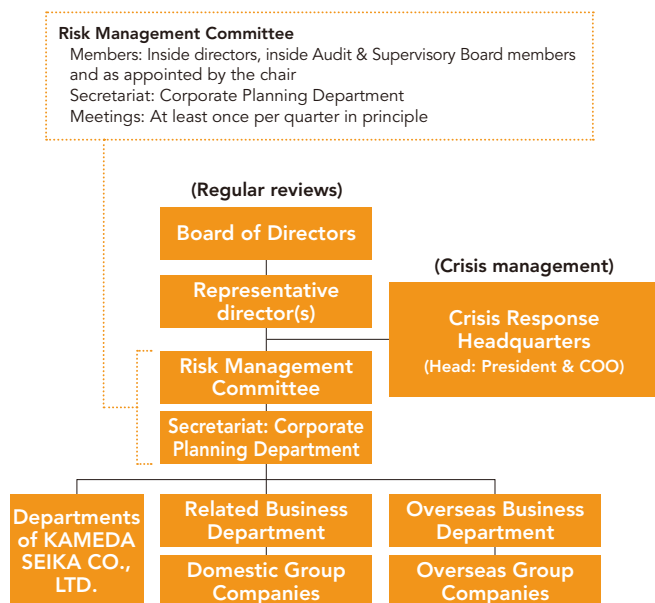 Risk Management Committee
Members: Inside directors, inside Audit & Supervisory Board members
and as appointed by the chair
Secretariat: Corporate Planning Department
Meetings: At least once per quarter in principle
(Regular reviews)
Board of Directors
Representative
director(s)
(Crisis management)
Crisis Response
Headquarters
(Head: President & COO)
Risk Management
Committee
Secretariat: Corporate
Planning Department
Departments
of KAMEDA
SEIKA CO.,
LTD.
Related Business
Department
Domestic Group
Companies
Overseas Business
Department
Overseas Group
Companies